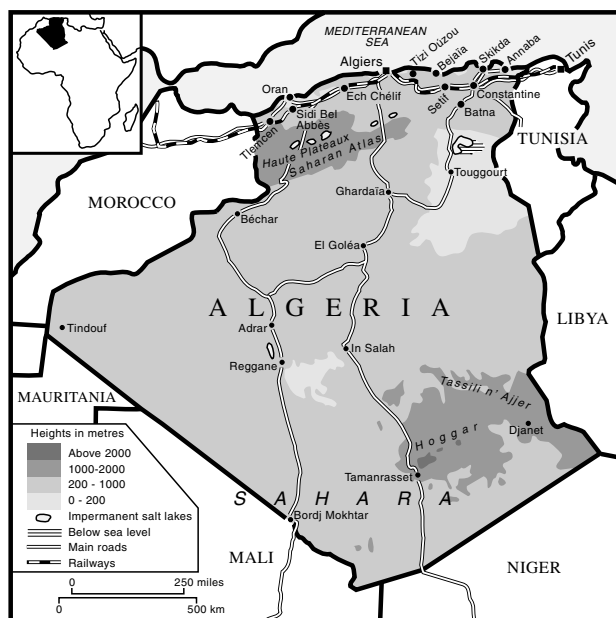 MEDITERRANEAN
SEA
Algiers
Tizi Oúzou
Bejaïa
Skikda
Annaba
Tunis
Oran
Ech Chélif
Setif
Constantine
Sidi Bel
Abbès
Batna
Tlemcen
TUNISIA
Haute Plateaux
Saharan Atlas
Touggourt
MOROCCO
Ghardaïa
Béchar
El Goléa
ALGERIA
LIBYA
Tindouf
Adrar
In Salah
Reggane
MAURITANIA
Tassili n' Ajjer
Hoggar
Djanet
Tamanrasset
SAHARA
Bordj Mokhtar
MALI
NIGER
Heights in metres
Above 2000
1000-2000
200 - 1000
0 - 200
Impermanent salt lakes
Below sea level
Main roads
Railways
0 250 miles
0 500 km